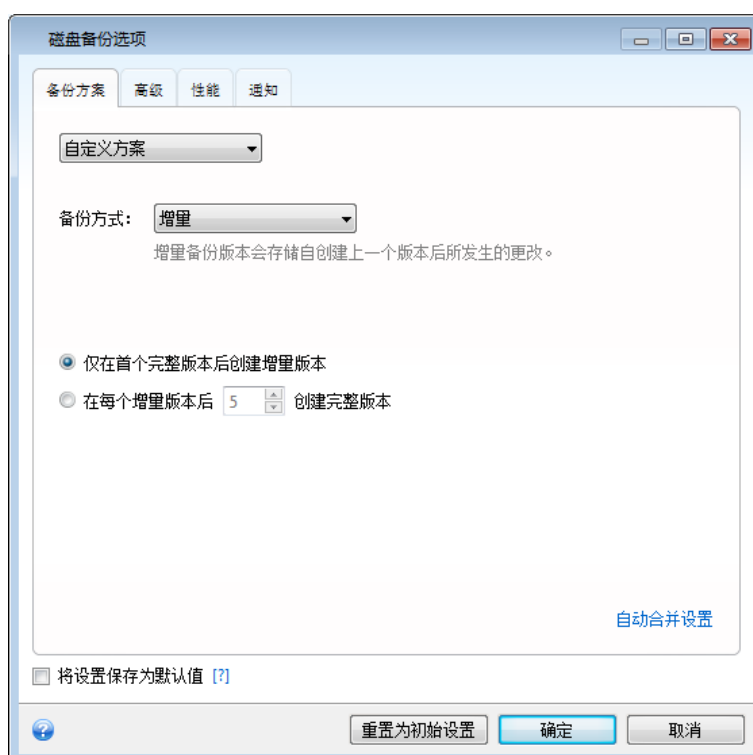 磁盘备份选项
备份方案 高级 性能 通知
自定义方案
备份方式： 增量
增量备份版本会存储自创建上一个版本后所发生的更改。
仅在首个完整版本后创建增量版本
在每个增量版本后 5 创建完整版本
自动合并设置
将设置保存为默认值 [?]
重置为初始设置 确定 取消